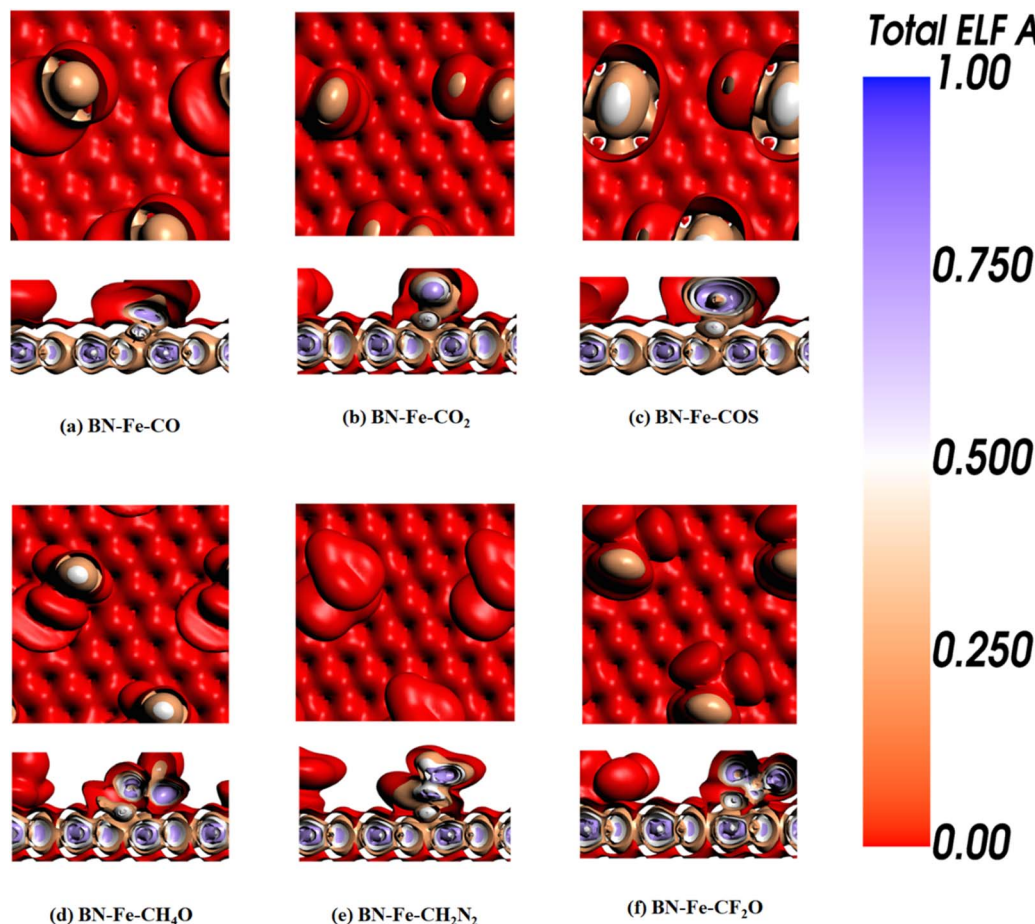 Total ELF A
1.00
0.750
0.500
0.250
0.00
(a) BN-Fe-CO
(b) BN-Fe-CO₂
(c) BN-Fe-COS
(d) BN-Fe-CH₄O
(e) BN-Fe-CH₂N₂
(f) BN-Fe-CF₂O